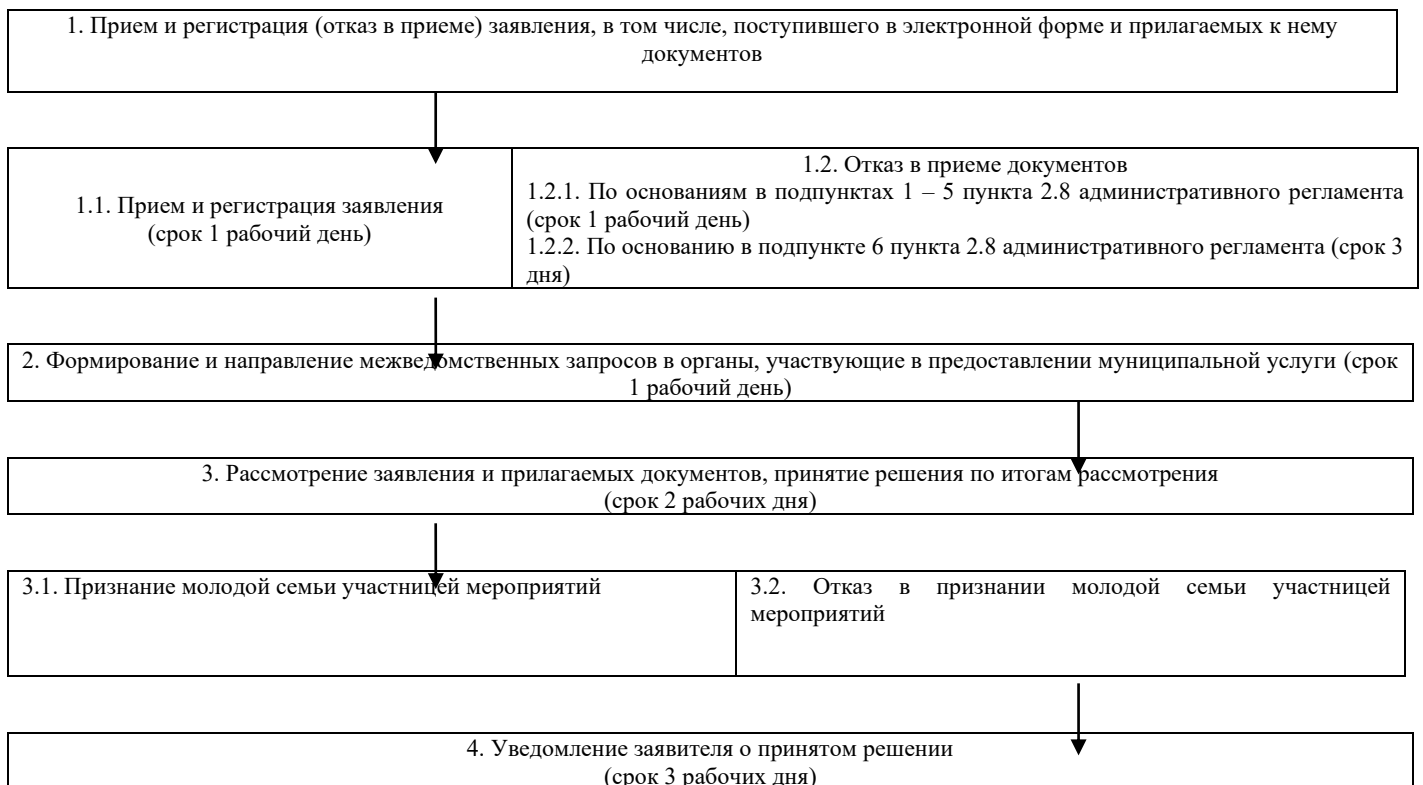 1. Прием и регистрация (отказ в приеме) заявления, в том числе, поступившего в электронной форме и прилагаемых к нему
документов
1.1. Прием и регистрация заявления
(срок 1 рабочий день)
1.2. Отказ в приеме документов
1.2.1. По основаниям в подпунктах 1 – 5 пункта 2.8 административного регламента
(срок 1 рабочий день)
1.2.2. По основанию в подпункте 6 пункта 2.8 административного регламента (срок 3
дня)
2. Формирование и направление межведомственных запросов в органы, участвующие в предоставлении муниципальной услуги (срок
1 рабочий день)
3. Рассмотрение заявления и прилагаемых документов, принятие решения по итогам рассмотрения
(срок 2 рабочих дня)
3.1. Признание молодой семьи участницей мероприятий
3.2. Отказ в признании молодой семьи участницей
мероприятий
4. Уведомление заявителя о принятом решении
(срок 3 рабочих дня)